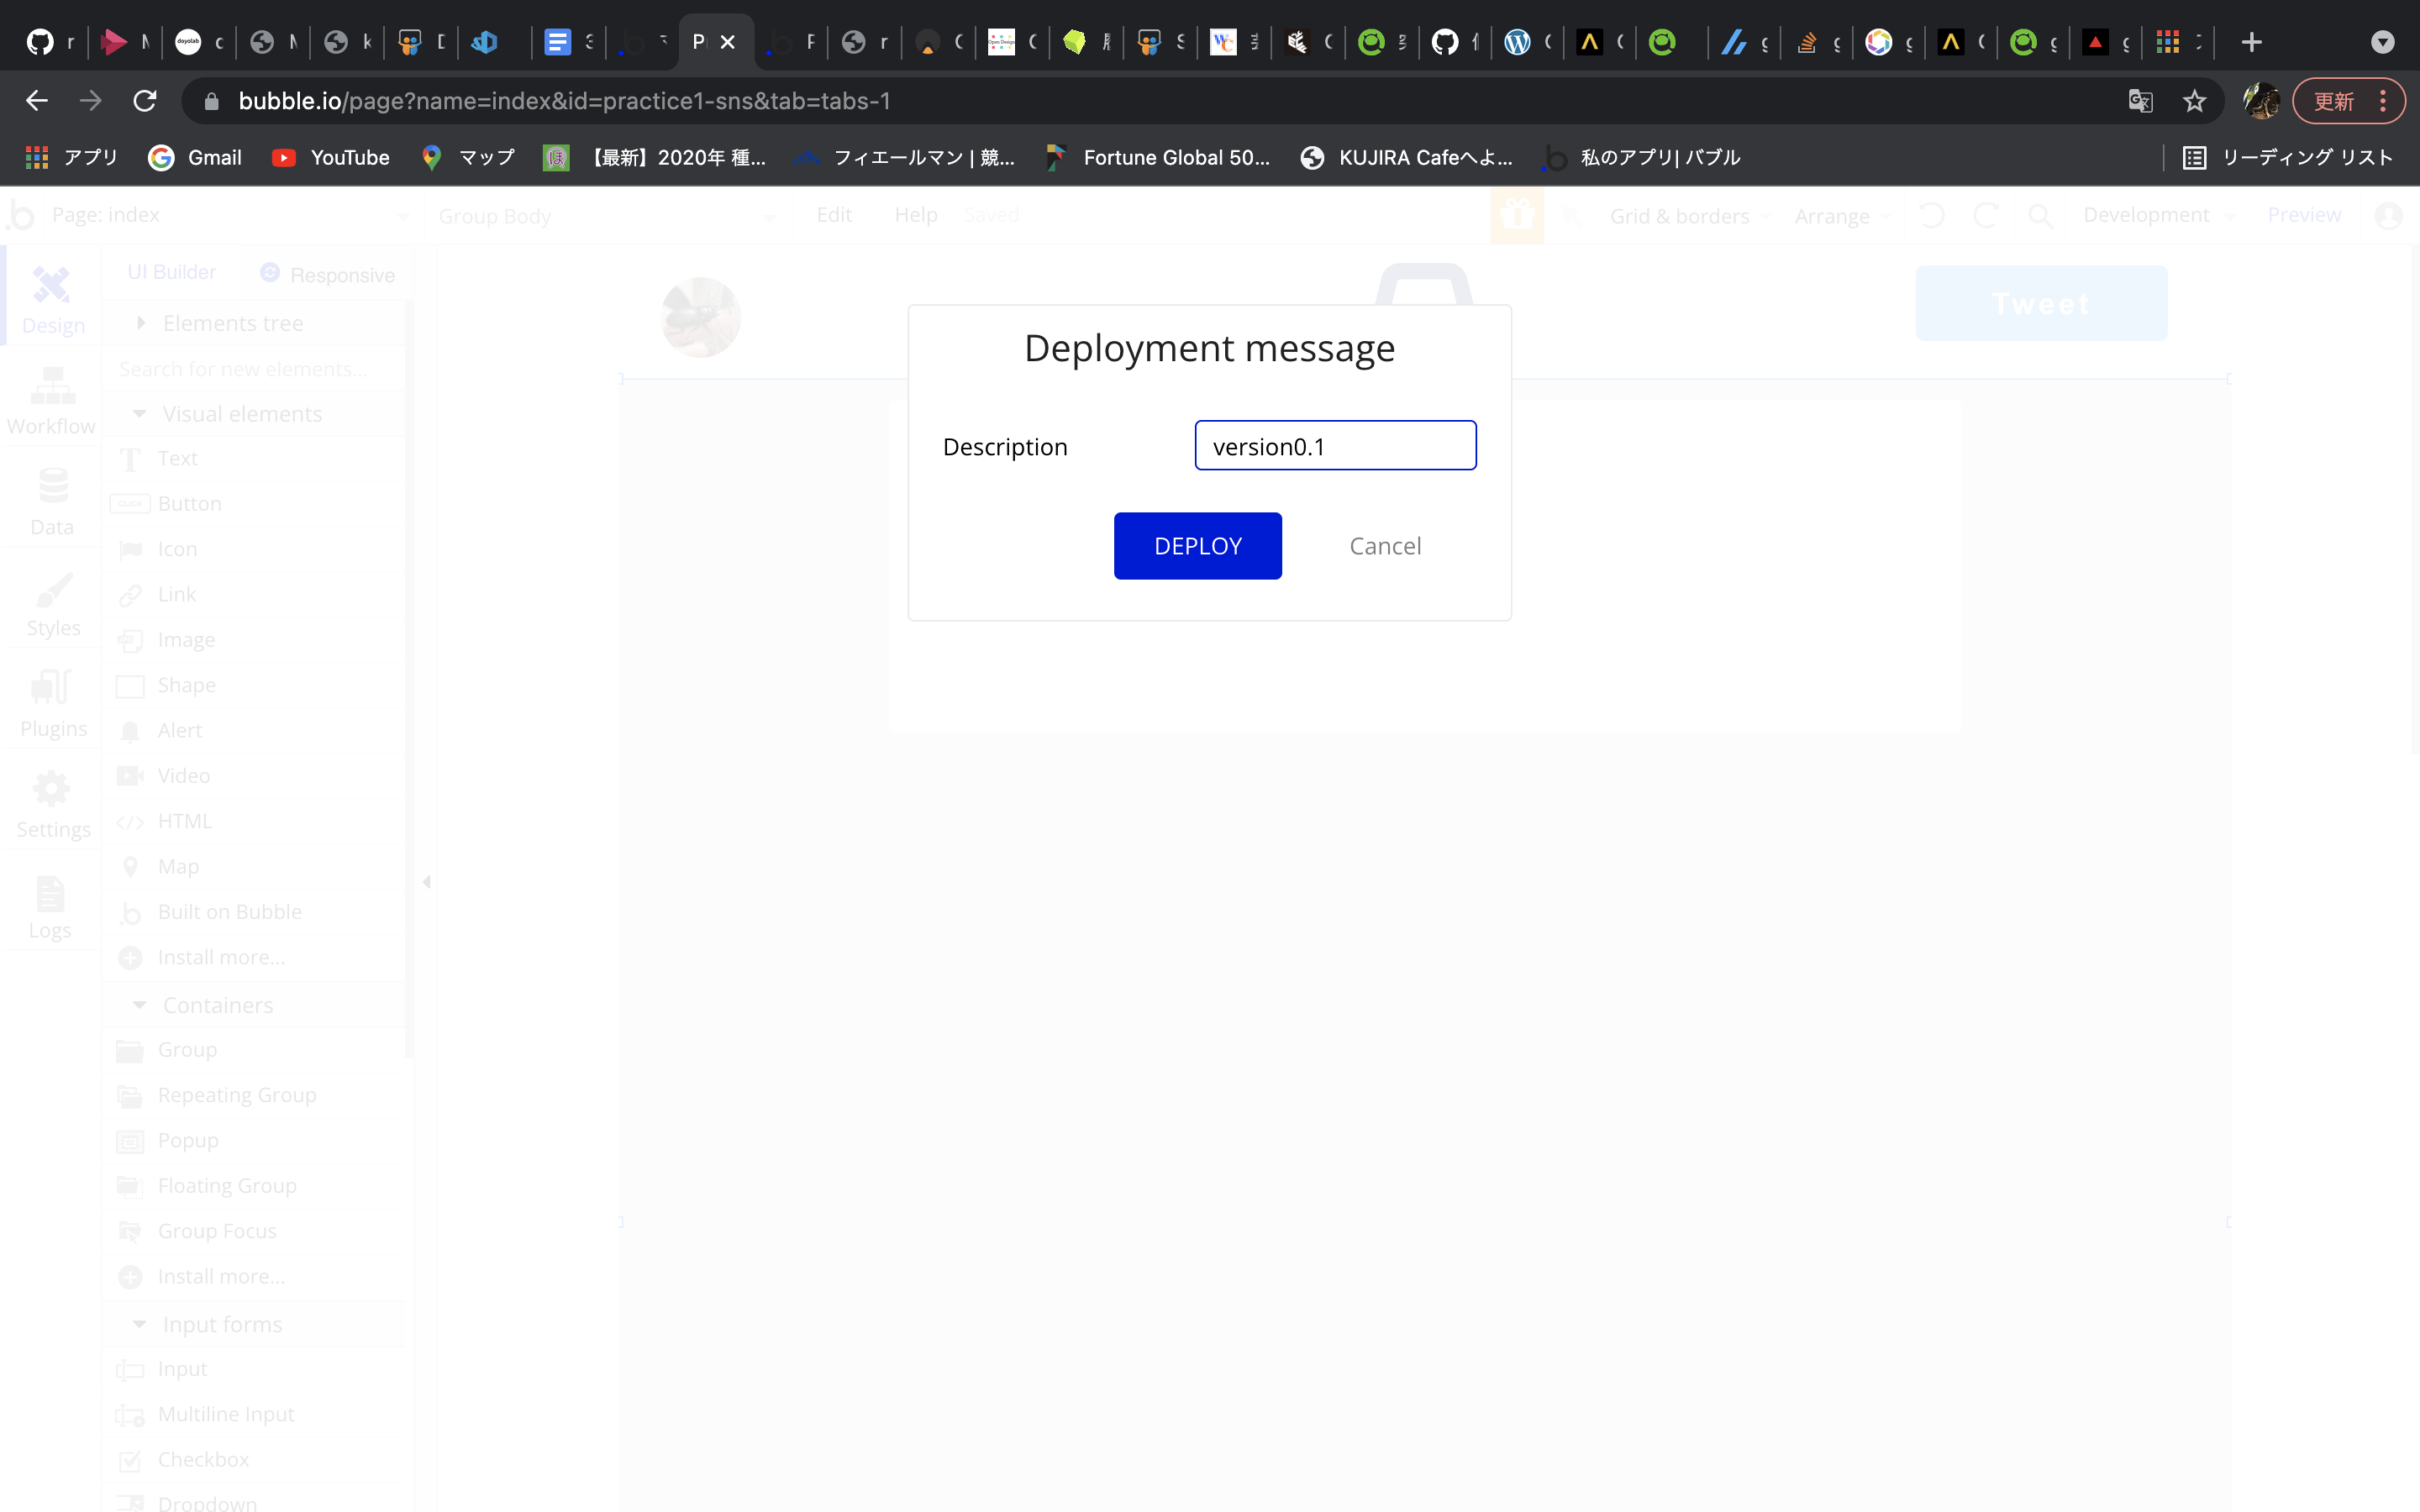 bubble.io/page?name=index&id=practice1-sns&tab=tabs-1
更新
アプリ
Gmail
YouTube
マップ
【最新】2020年 種...
フィエールマン | 競...
Fortune Global 50...
KUJIRA Cafeへよ...
私のアプリ| バブル
リーディング リスト
Page: index
Group Body
Edit
Help
Saved
Grid & borders
Arrange
Development
Preview
Design
Workflow
Data
Styles
Plugins
Settings
Logs
UI Builder
Responsive
Elements tree
Search for new elements...
Visual elements
Text
CLICK
Button
Icon
Link
Image
Shape
Alert
Video
HTML
Map
Built on Bubble
Install more...
Containers
Group
Repeating Group
Popup
Floating Group
Group Focus
Install more...
Input forms
Input
Multiline Input
Checkbox
Dropdown
Tweet
Deployment message
Description
version0.1
DEPLOY
Cancel